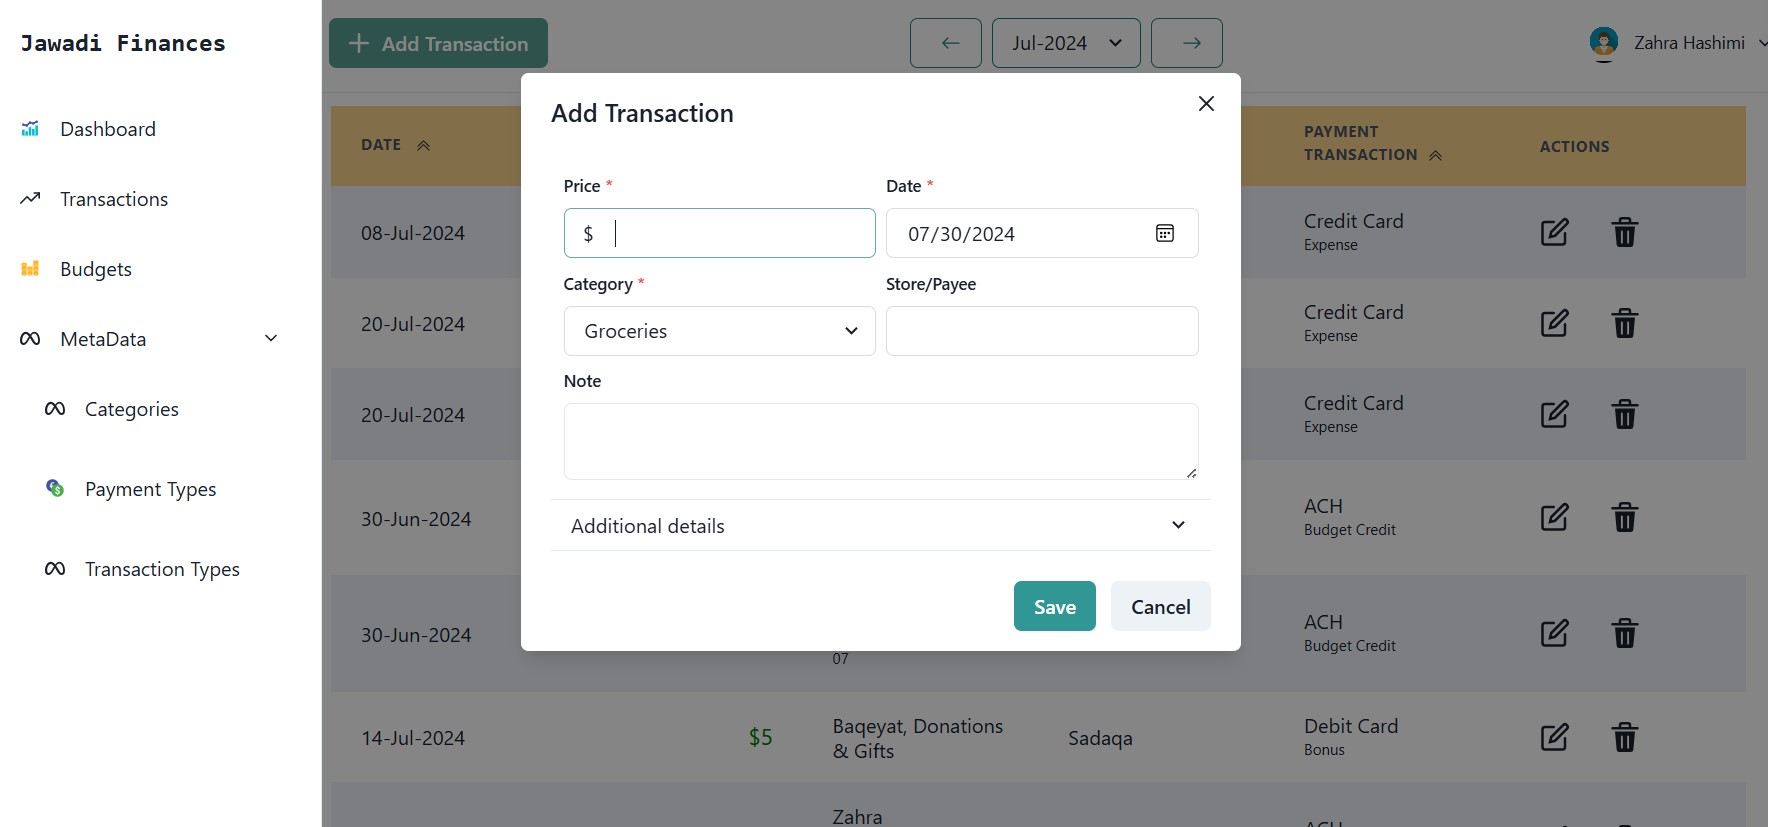 Jawadi Finances
Add Transaction
Jul-2024
Zahra Hashimi
Dashboard
Transactions
Budgets
MetaData
Categories
Payment Types
Transaction Types
Add Transaction
Price *
Date *
$
07/30/2024
Category *
Store/Payee
Groceries
Note
Additional details
Save
Cancel
DATE
PAYMENT
TRANSACTION
ACTIONS
08-Jul-2024
Credit Card
Expense
20-Jul-2024
Credit Card
Expense
20-Jul-2024
Credit Card
Expense
30-Jun-2024
ACH
Budget Credit
30-Jun-2024
07
ACH
Budget Credit
14-Jul-2024
$5
Baqeyat, Donations
& Gifts
Sadaqa
Debit Card
Bonus
Zahra
ACH